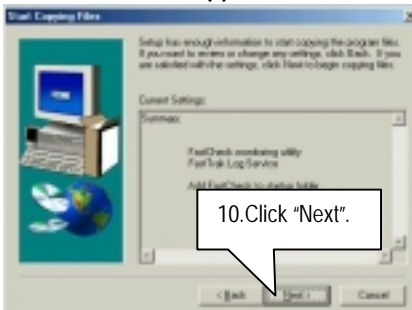 Start Copying Files
Setup has enough information to start copying the program files.
If you want to review or change any settings, click Back. If you
are satisfied with the settings, click Next to begin copying files.
Current Settings:
Summary:
FastCheck monitoring utility
FastTrak Log Service
Add FastCheck to startup folder
10.Click “Next”.
< Back
Next >
Cancel